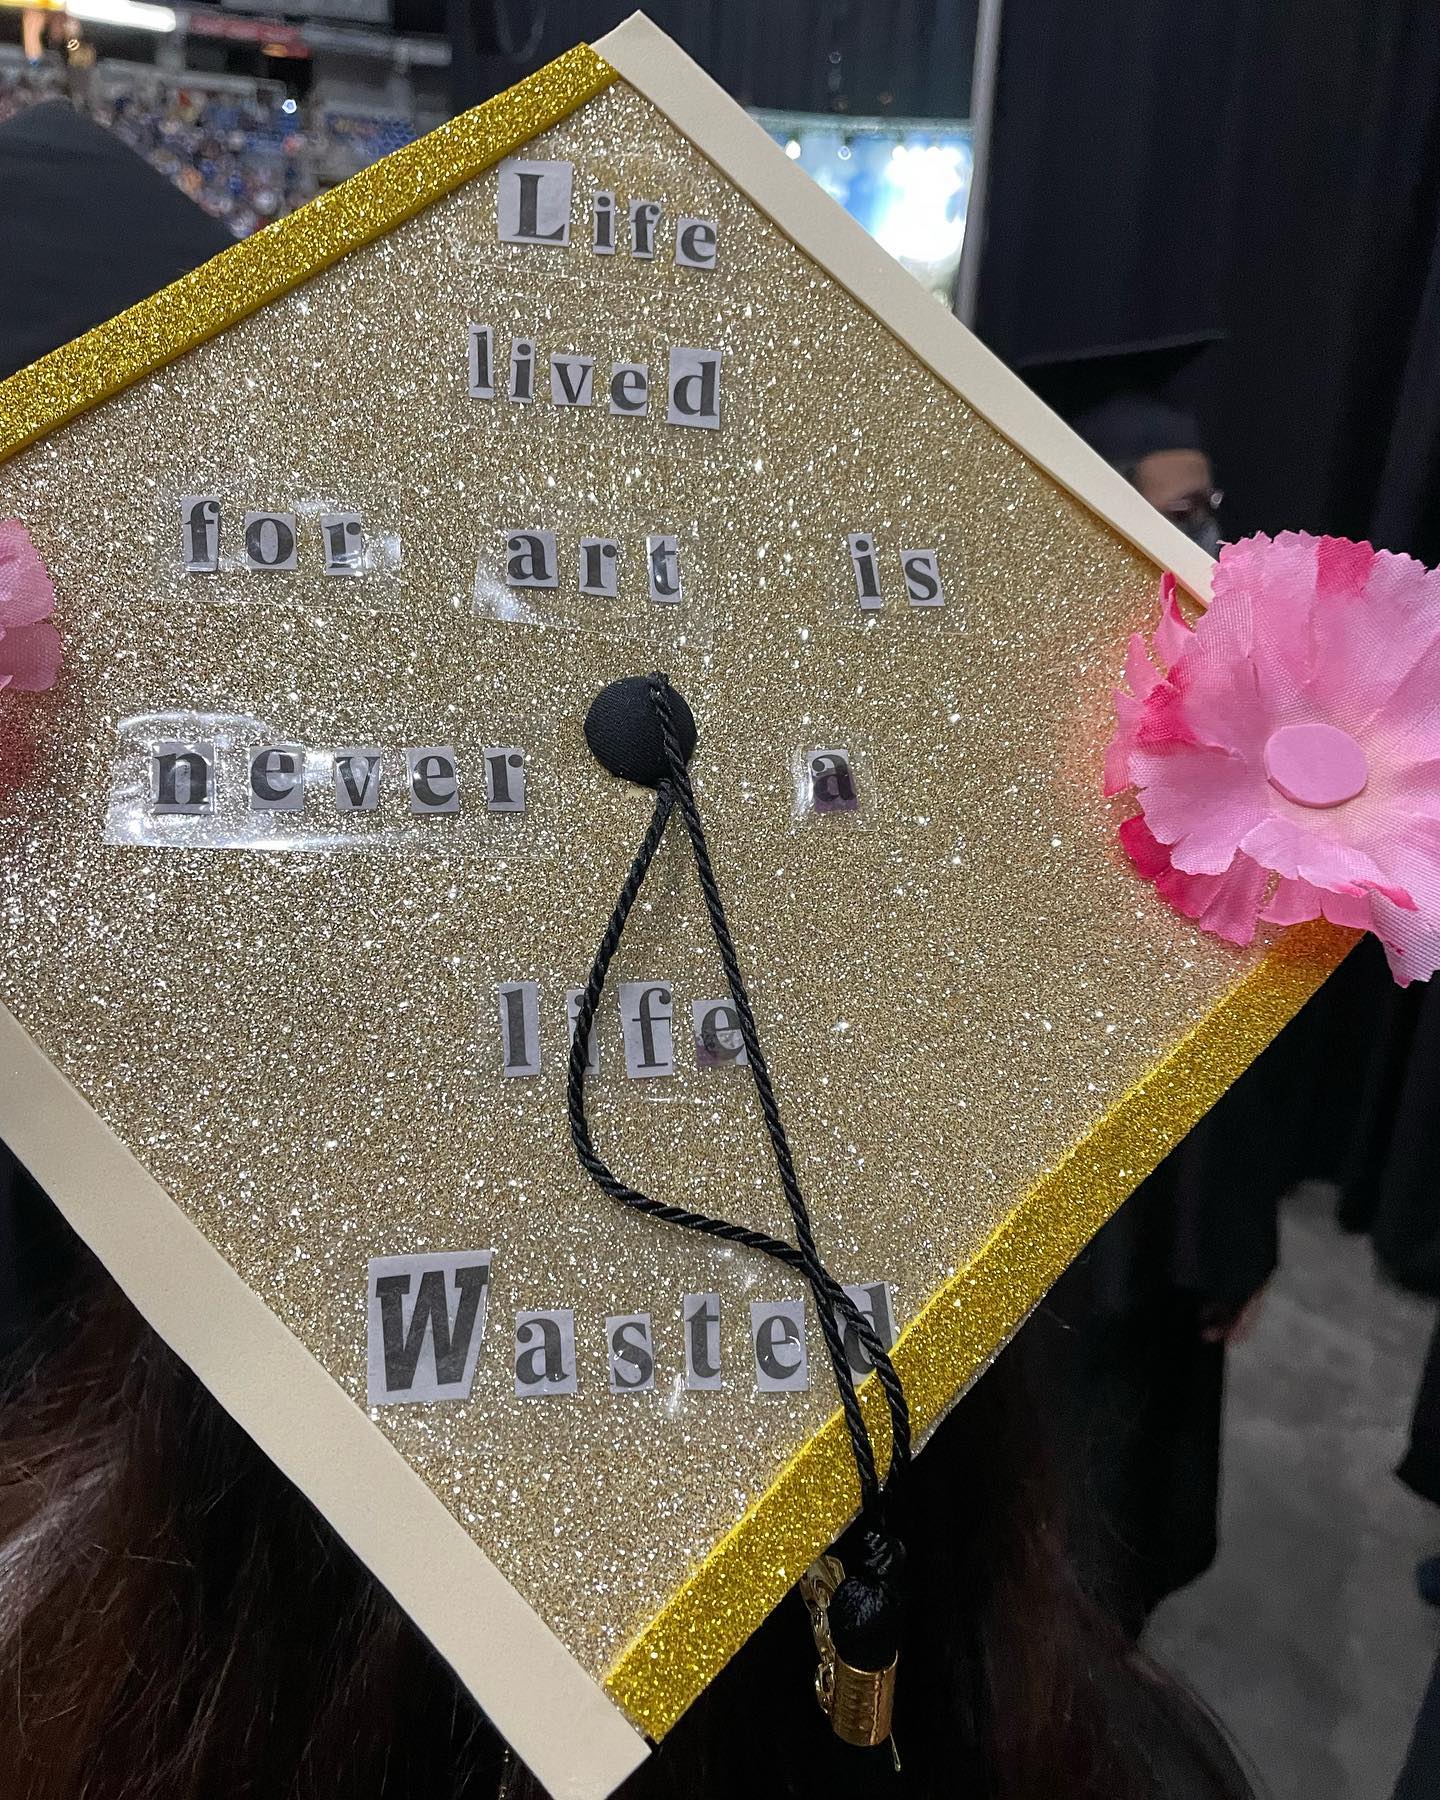 Life
lived
for art is
never a
life
Wasted